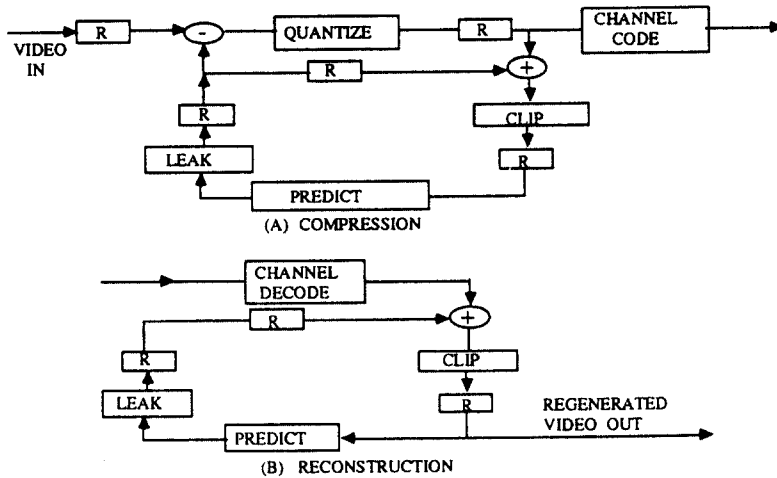 CHANNEL
CODE
R
QUANTIZE
R
-
VIDEO
IN
R
+
R
CLIP
R
LEAK
PREDICT
(A) COMPRESSION
CHANNEL
DECODE
R
+
R
CLIP
LEAK
R
REGENERATED
VIDEO OUT
PREDICT
(B) RECONSTRUCTION